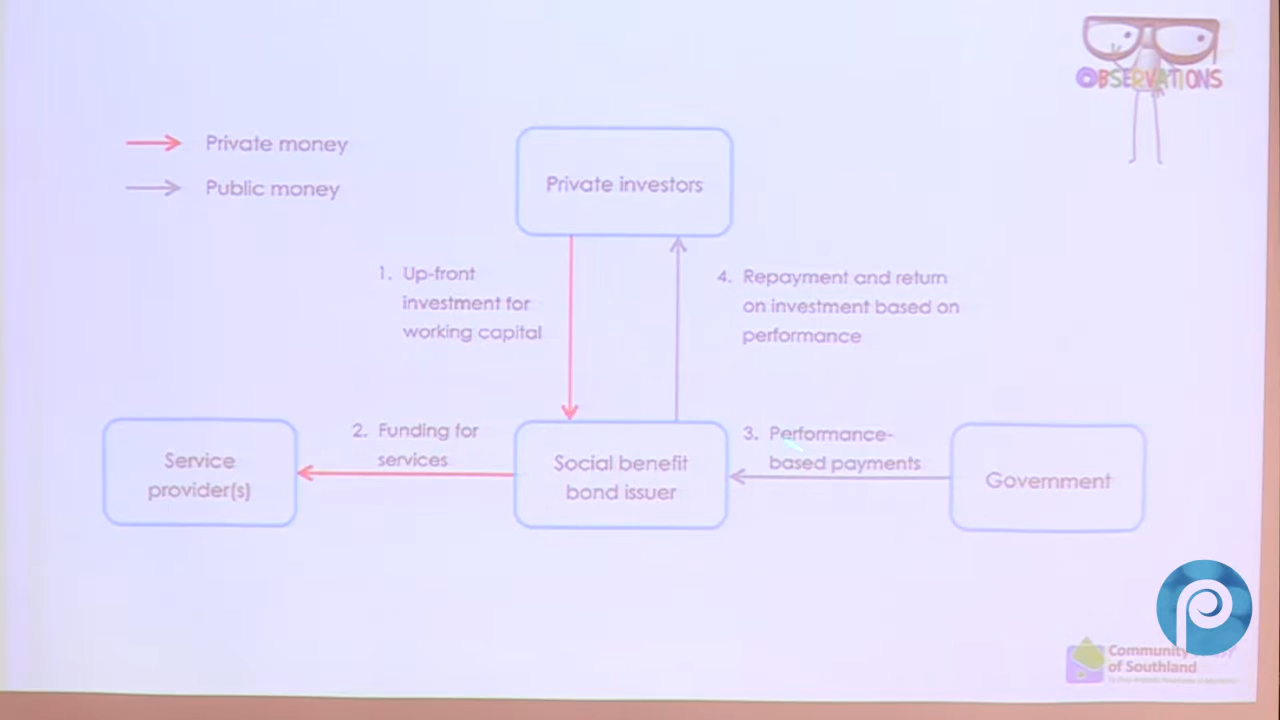 OBSERVATIONS
Private money
Public money
Private investors
1. Up-front
investment for
working capital
4. Repayment and return
on investment based on
performance
2. Funding for
services
3. Performance-
based payments
Service
provider(s)
Social benefit
bond issuer
Government
Community
of Southland